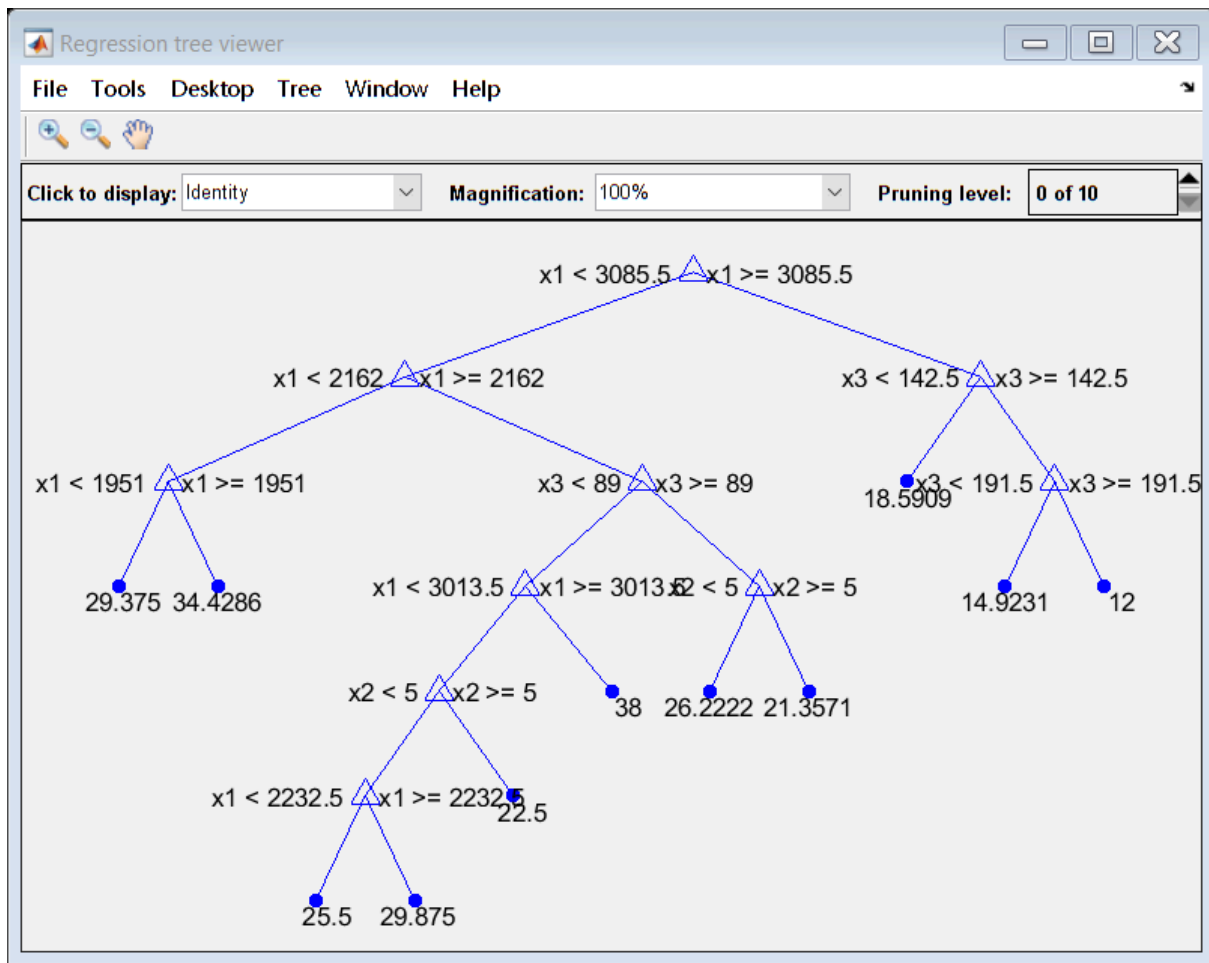 Regression tree viewer
File Tools Desktop Tree Window Help
Click to display: Identity Magnification: 100% Pruning level: 0 of 10
x1 < 3085.5 x1 >= 3085.5
x1 < 2162 x1 >= 2162 x3 < 142.5 x3 >= 142.5
x1 < 1951 x1 >= 1951 x3 < 89 x3 >= 89 18.5909 x3 < 191.5 x3 >= 191.5
29.375 34.4286 x1 < 3013.5 x1 >= 3013.5 x2 < 5 x2 >= 5 14.9231 12
x2 < 5 x2 >= 5 38 26.2222 21.3571
x1 < 2232.5 x1 >= 2232.5 22.5
25.5 29.875